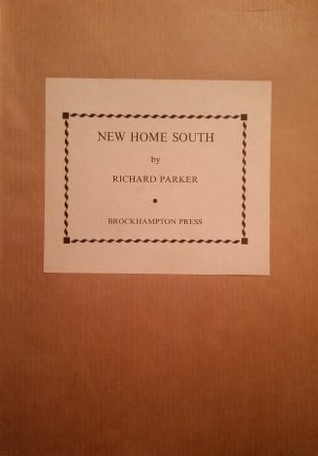 NEW HOME SOUTH
by
RICHARD PARKER
BROCKHAMPTON PRESS